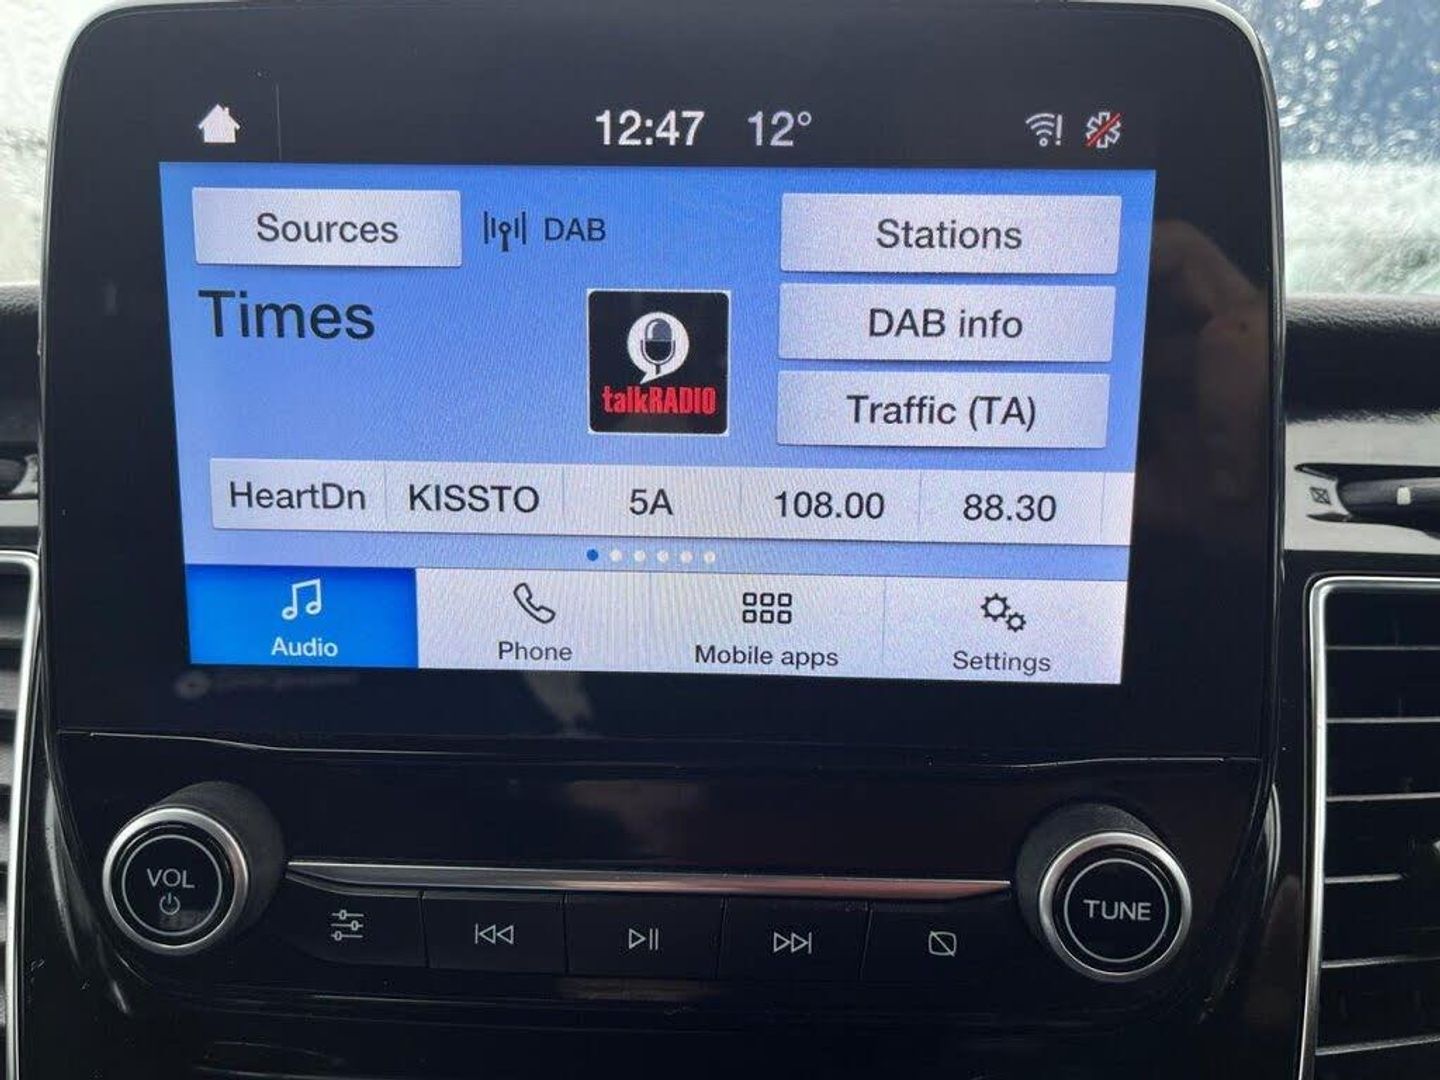 12:47 12°
Sources DAB Stations
Times
talkRADIO
DAB info
Traffic (TA)
HeartDn KISSTO 5A 108.00 88.30
Audio Phone Mobile apps Settings
VOL
TUNE